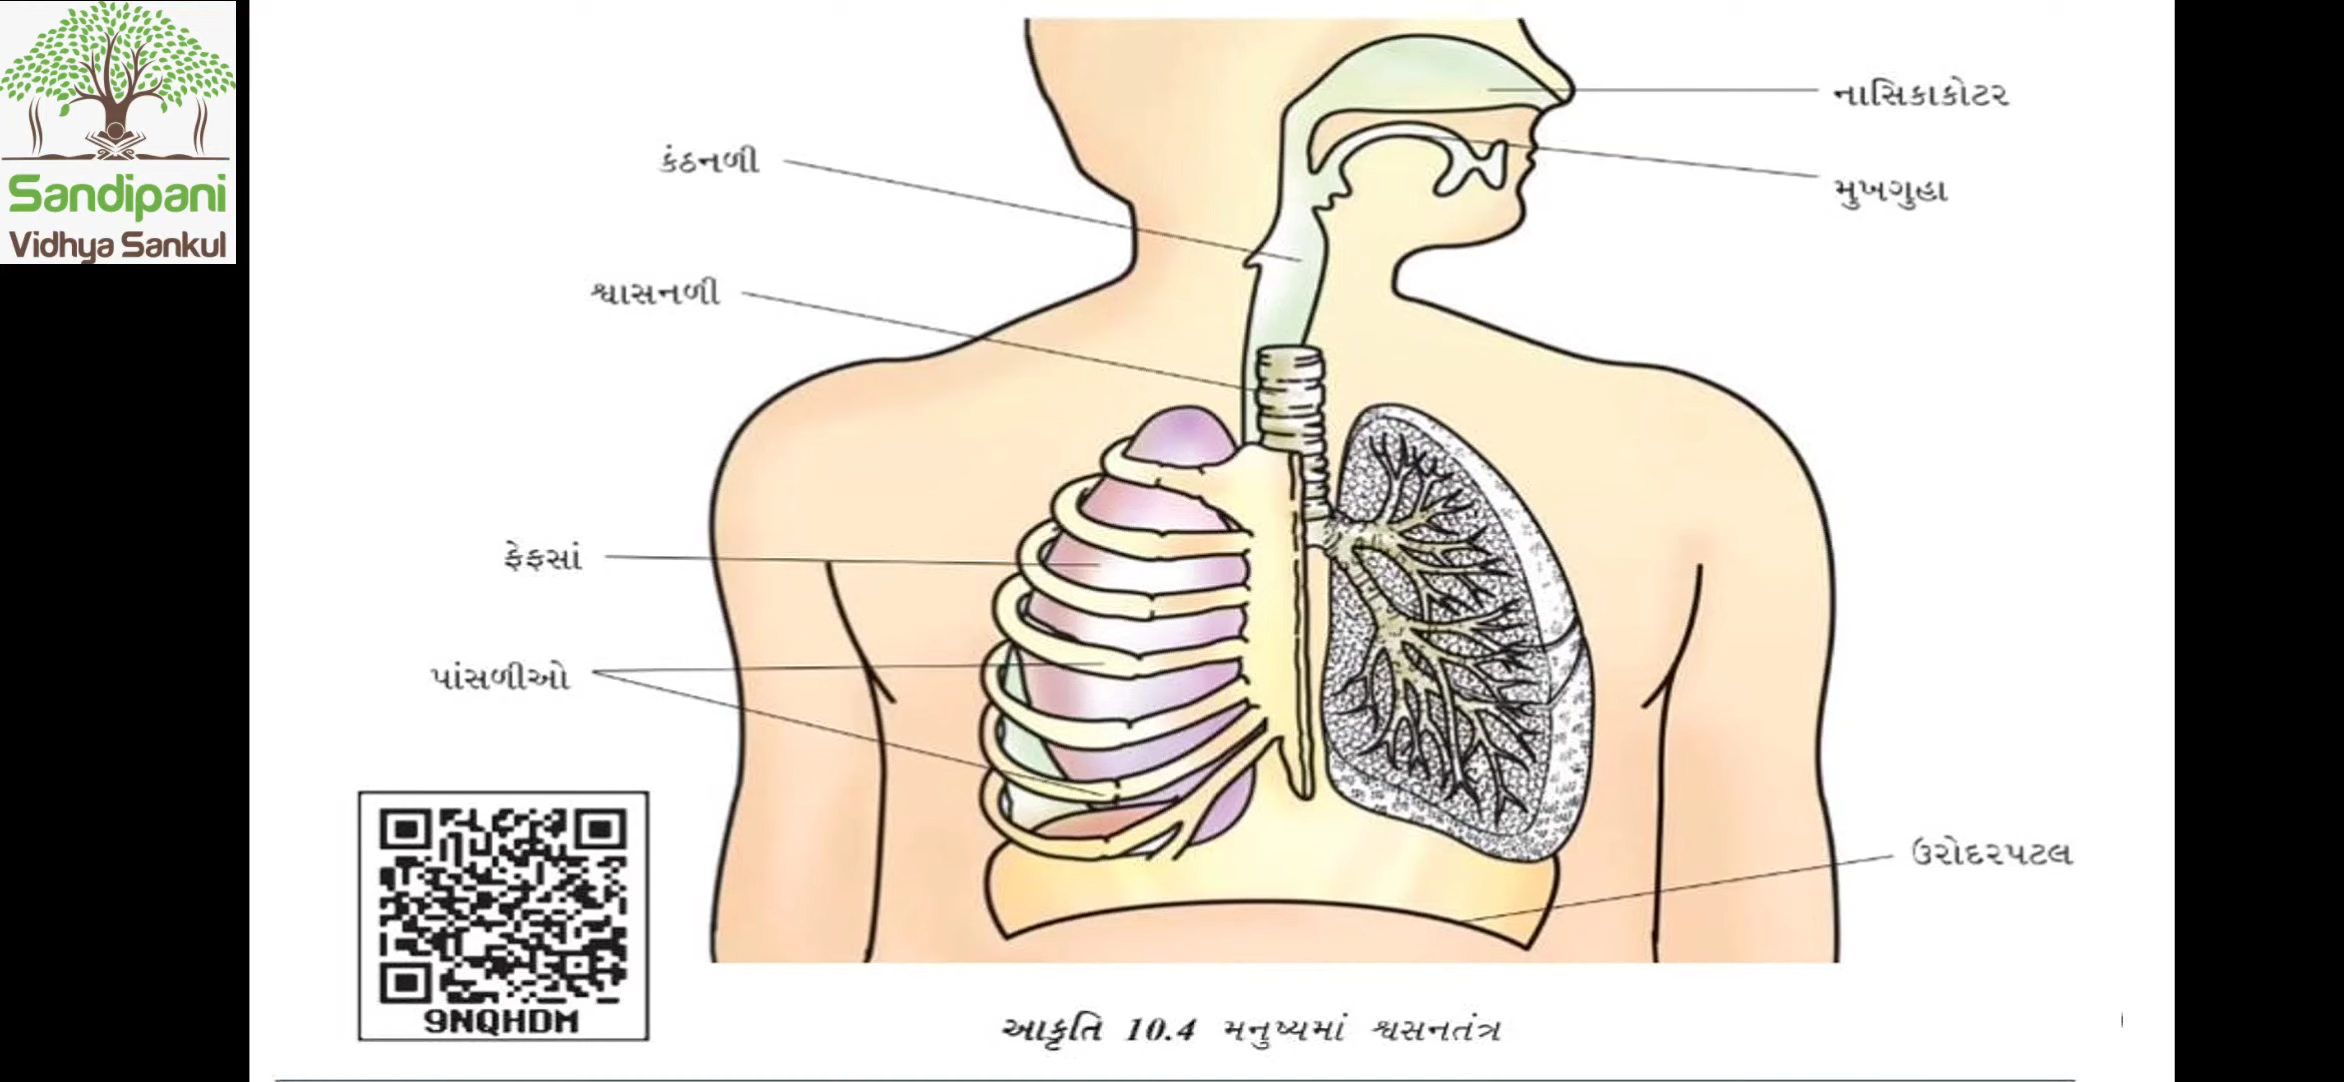 Sandipani
Vidhya Sankul
નાસિકાકોટર
કંઠનળી
મુખગુહા
શ્વાસનળી
ફેફસાં
પાંસળીઓ
ઉરોદરપટલ
9NQHDM
આકૃતિ 10.4 મનુષ્યમાં શ્વસનતંત્ર